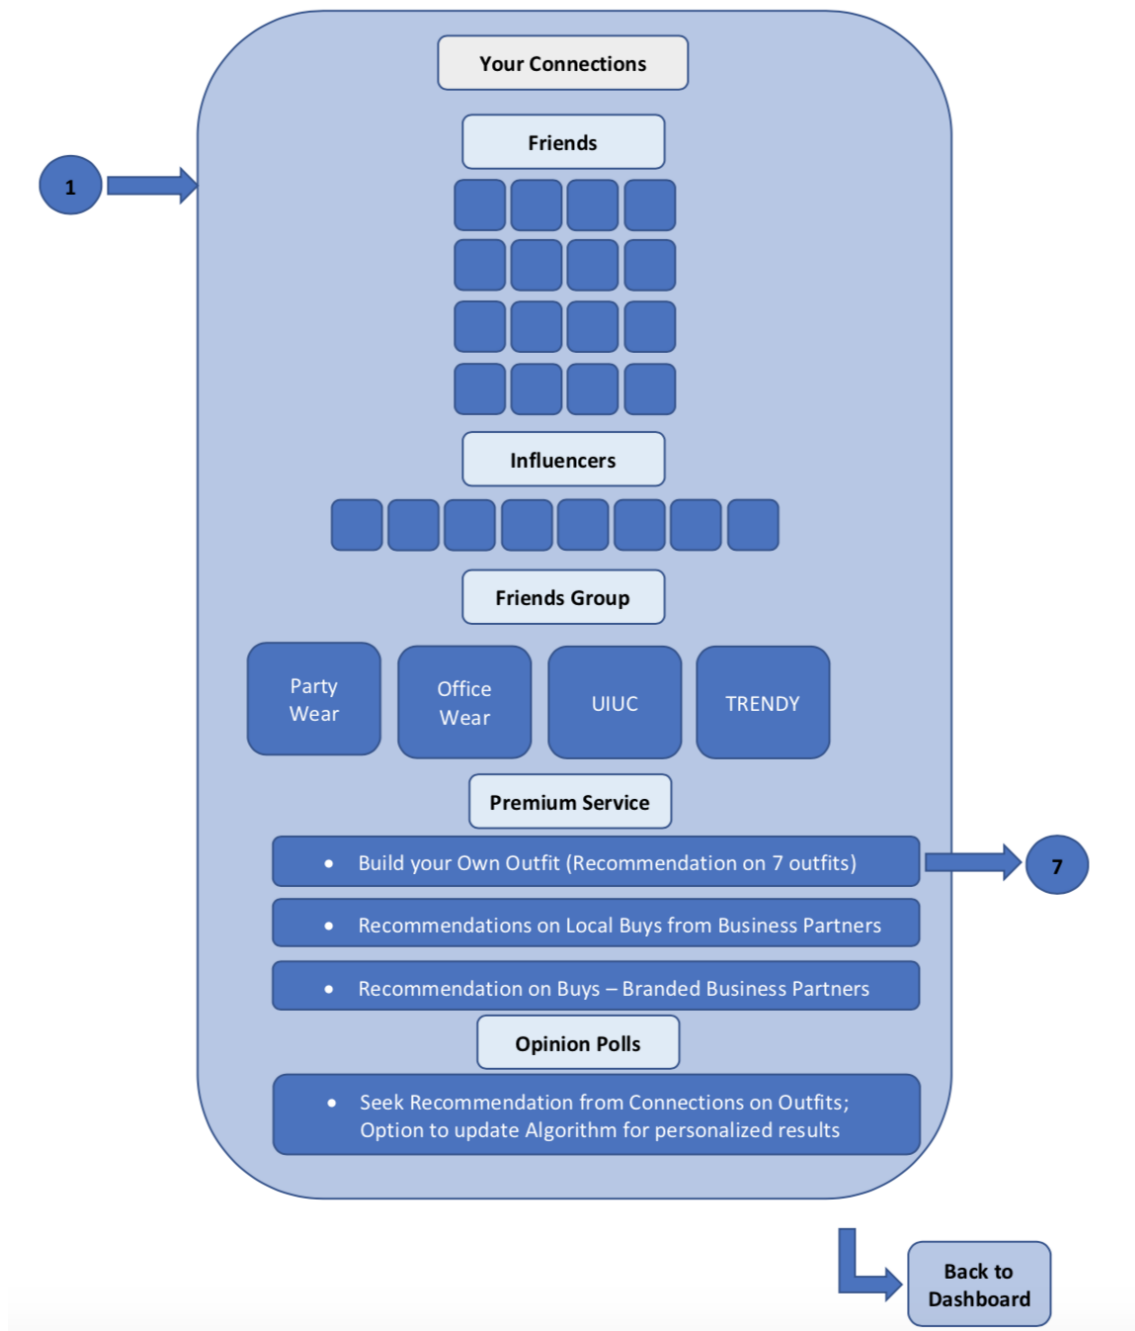 Your Connections
Friends
1
Influencers
Friends Group
Party
Wear
Office
Wear
UIUC
TRENDY
Premium Service
• Build your Own Outfit (Recommendation on 7 outfits)
7
• Recommendations on Local Buys from Business Partners
• Recommendation on Buys – Branded Business Partners
Opinion Polls
• Seek Recommendation from Connections on Outfits;
Option to update Algorithm for personalized results
Back to
Dashboard